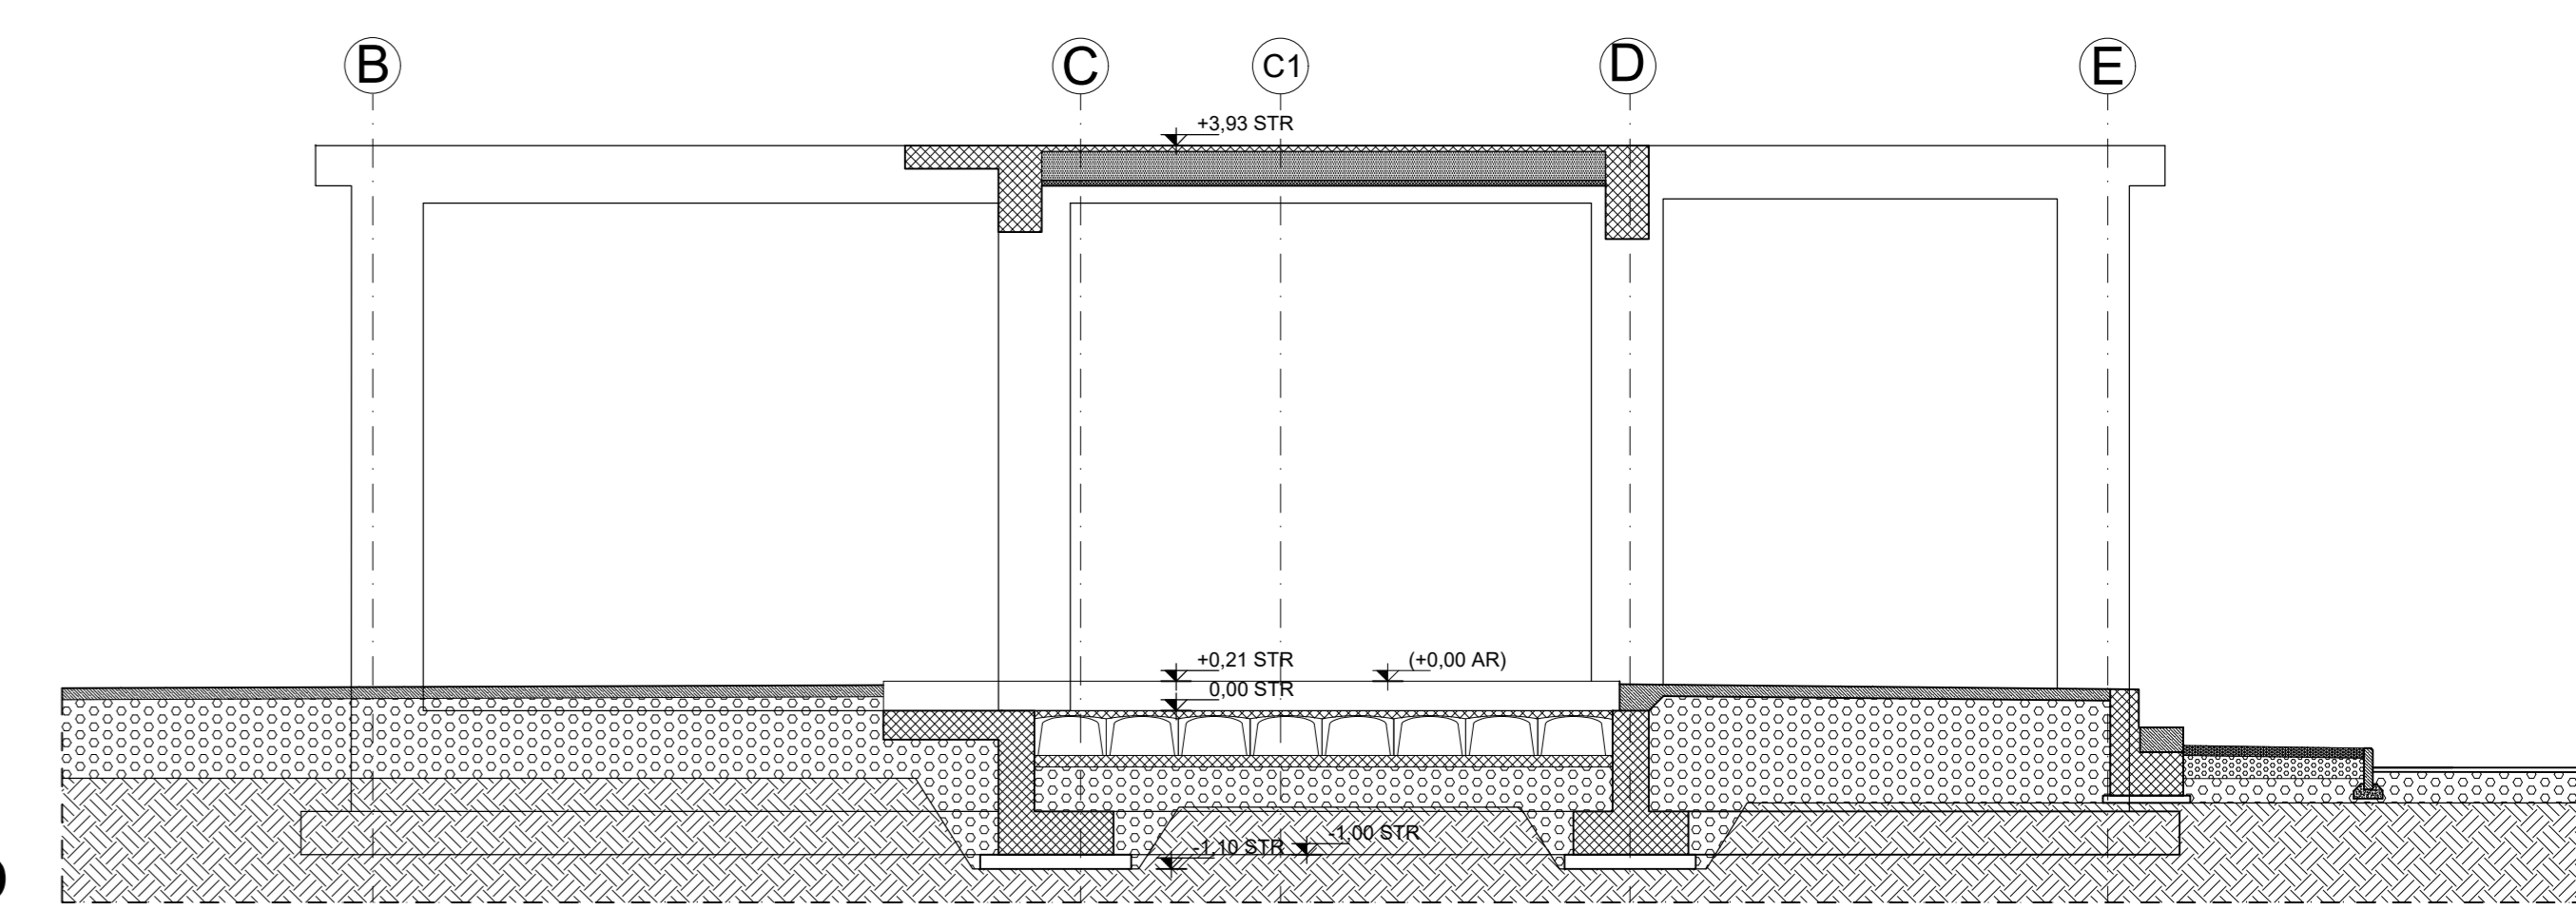 B
C
C1
D
E
+3,93 STR
+0,21 STR
(+0,00 AR)
0,00 STR
-1,00 STR
-1,10 STR